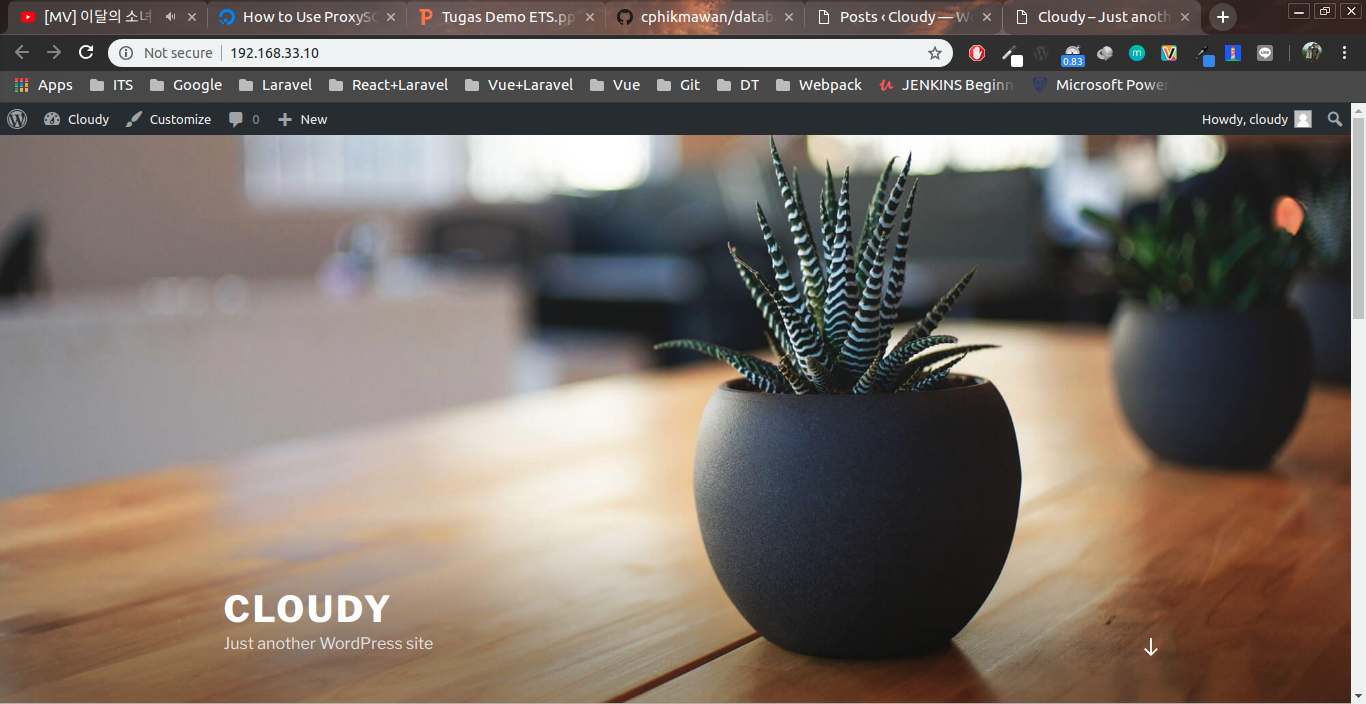 [MV] 이달의 소녀
How to Use ProxySQ
Tugas Demo ETS.pp
cphikmawan/datab
Posts ‹ Cloudy — Wo
Cloudy – Just anoth
Not secure
192.168.33.10
0.83
Apps
ITS
Google
Laravel
React+Laravel
Vue+Laravel
Vue
Git
DT
Webpack
JENKINS Beginn
Microsoft Power
Cloudy
Customize
0
New
Howdy, cloudy
CLOUDY
Just another WordPress site